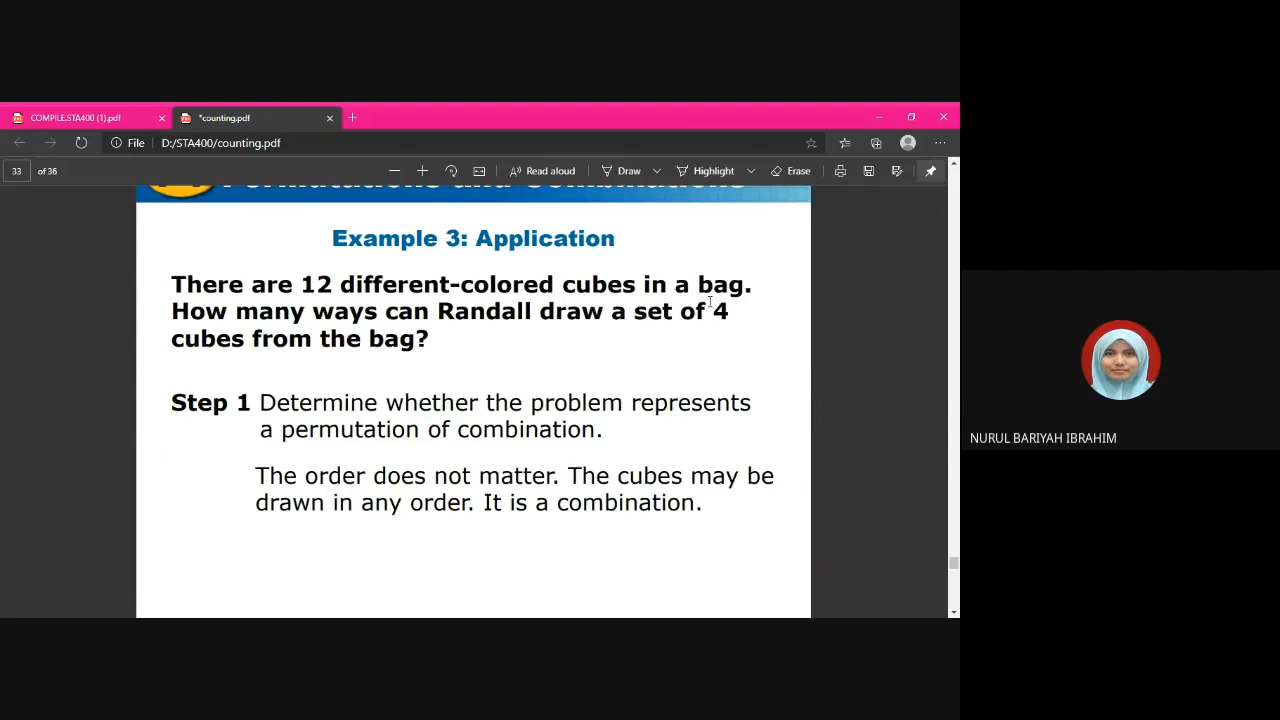 COMPILE.STA400 (1).pdf
*counting.pdf
File D:/STA400/counting.pdf
33 of 36
Read aloud
Draw
Highlight
Erase
Permutations and Combinations
Example 3: Application
There are 12 different-colored cubes in a bag.
How many ways can Randall draw a set of 4
cubes from the bag?
Step 1 Determine whether the problem represents
a permutation of combination.
The order does not matter. The cubes may be
drawn in any order. It is a combination.
NURUL BARIYAH IBRAHIM